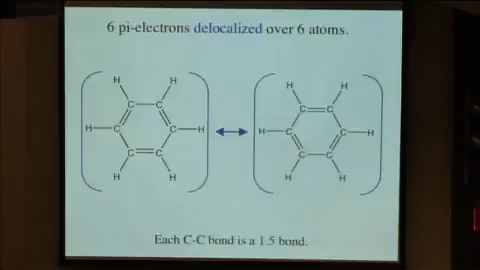 6 pi-electrons delocalized over 6 atoms.
H H H H
C C C C
H C C H H C C H
C C C C
H H H H
Each C-C bond is a 1.5 bond.